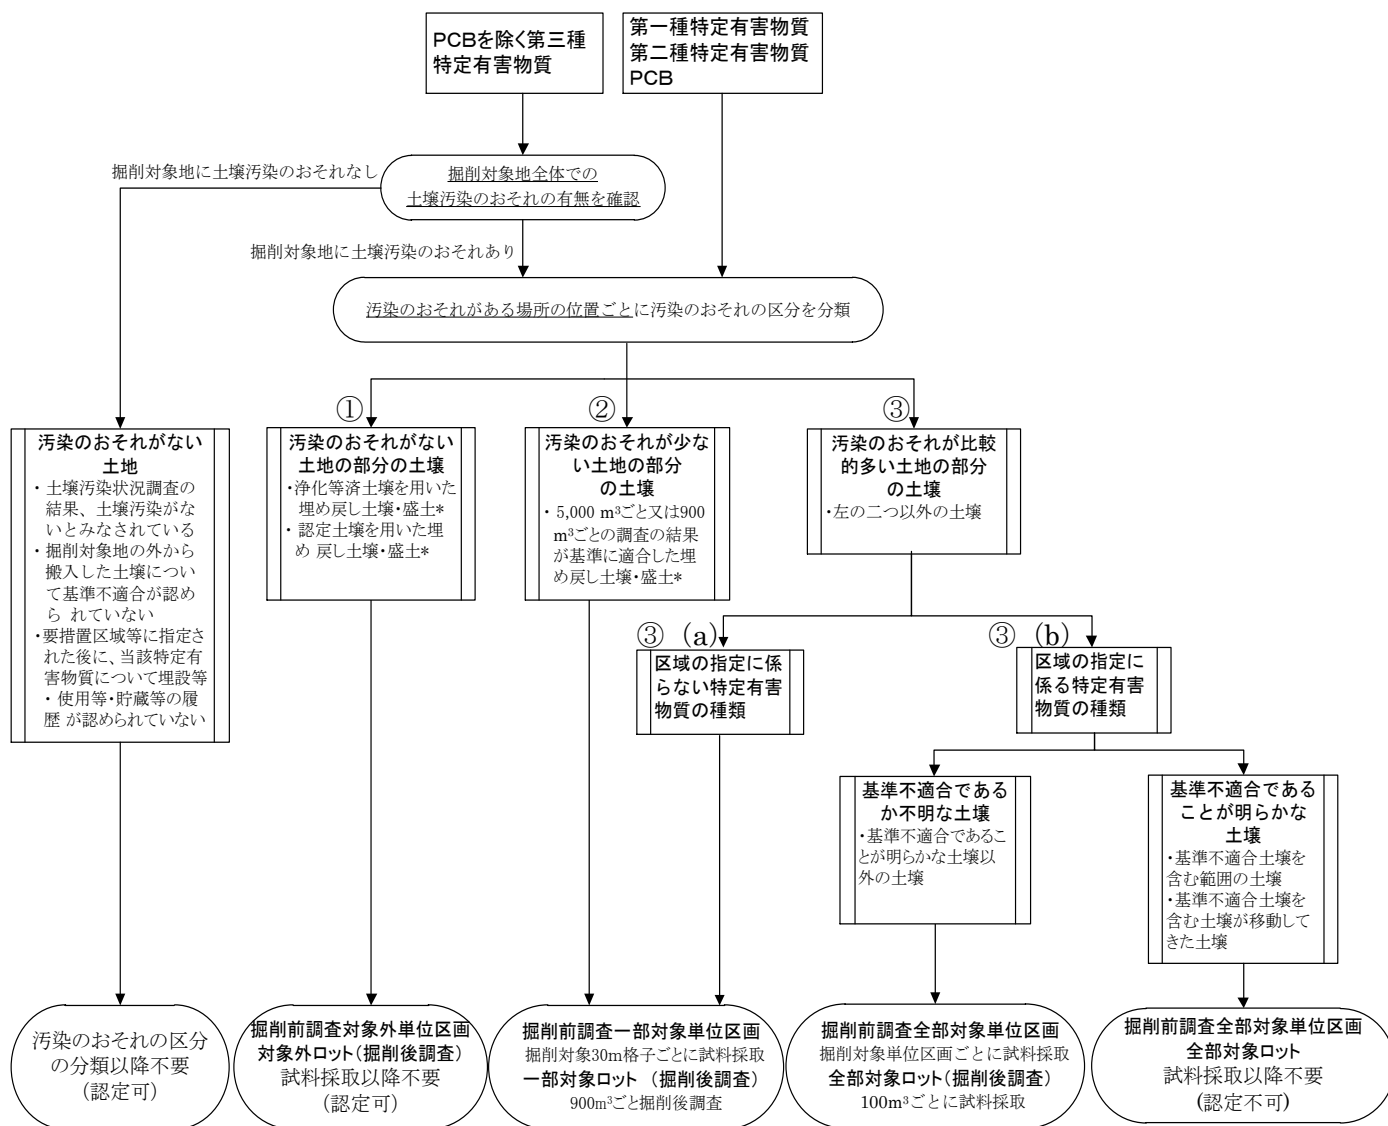 PCBを除く第三種
特定有害物質
第一種特定有害物質
第二種特定有害物質
PCB
掘削対象地に土壌汚染のおそれなし
掘削対象地全体での
土壌汚染のおそれの有無を確認
掘削対象地に土壌汚染のおそれあり
汚染のおそれがある場所の位置ごとに汚染のおそれの区分を分類
①
②
③
汚染のおそれがない
土地
・土壌汚染状況調査の
結果、土壌汚染がな
いとみなされている
・掘削対象地の外から
搬入した土壌につい
て基準不適合が認め
ら れていない
・要措置区域等に指定さ
れた後に、当該特定有
害物質について埋設等
・使用等・貯蔵等の履
歴 が認められていない
汚染のおそれがない
土地の部分の土壌
・浄化等済土壌を用いた
埋め戻し土壌・盛土*
・認定土壌を用いた埋
め 戻し土壌・盛土*
汚染のおそれが少な
い土地の部分
の土壌
・5,000 m³ごと又は900
m³ごとの調査の結果
が基準に適合した埋
め戻し土壌・盛土*
汚染のおそれが比較
的多い土地の部分
の土壌
・左の二つ以外の土壌
③ (a)
区域の指定に係
らない特定有害
物質の種類
③ (b)
区域の指定に
係る特定有害
物質の種類
基準不適合である
か不明な土壌
・基準不適合であるこ
とが明らかな土壌以
外の土壌
基準不適合である
ことが明らかな
土壌
・基準不適合土壌を
含む範囲の土壌
・基準不適合土壌を
含む土壌が移動して
きた土壌
汚染のおそれの区分
の分類以降不要
(認定可)
掘削前調査対象外単位区画
対象外ロット(掘削後調査)
試料採取以降不要
(認定可)
掘削前調査一部対象単位区画
掘削対象30m格子ごとに試料採取
一部対象ロット (掘削後調査)
900m³ごと掘削後調査
掘削前調査全部対象単位区画
掘削対象単位区画ごとに試料採取
全部対象ロット(掘削後調査)
100m³ごとに試料採取
掘削前調査全部対象単位区画
全部対象ロット
試料採取以降不要
(認定不可)